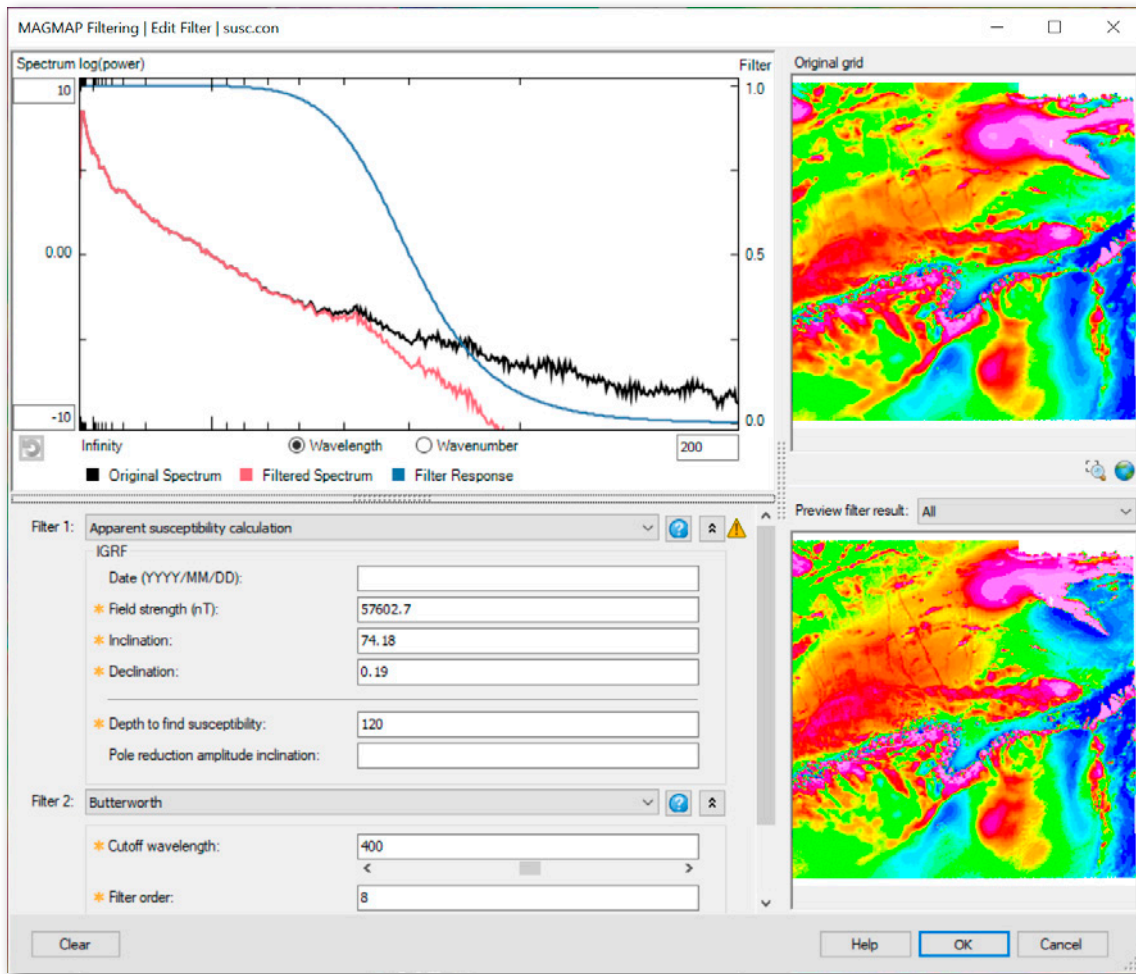 MAGMAP Filtering | Edit Filter | susc.con
Spectrum log(power)
Filter
10
0.00
-10
1.0
0.5
0.0
Infinity
Wavelength
Wavenumber
200
Original Spectrum
Filtered Spectrum
Filter Response
Original grid
Filter 1:
Apparent susceptibility calculation
IGRF
Date (YYYY/MM/DD):
* Field strength (nT):
57602.7
* Inclination:
74.18
* Declination:
0.19
* Depth to find susceptibility:
120
Pole reduction amplitude inclination:
Filter 2:
Butterworth
* Cutoff wavelength:
400
* Filter order:
8
Preview filter result:
All
Clear
Help
OK
Cancel